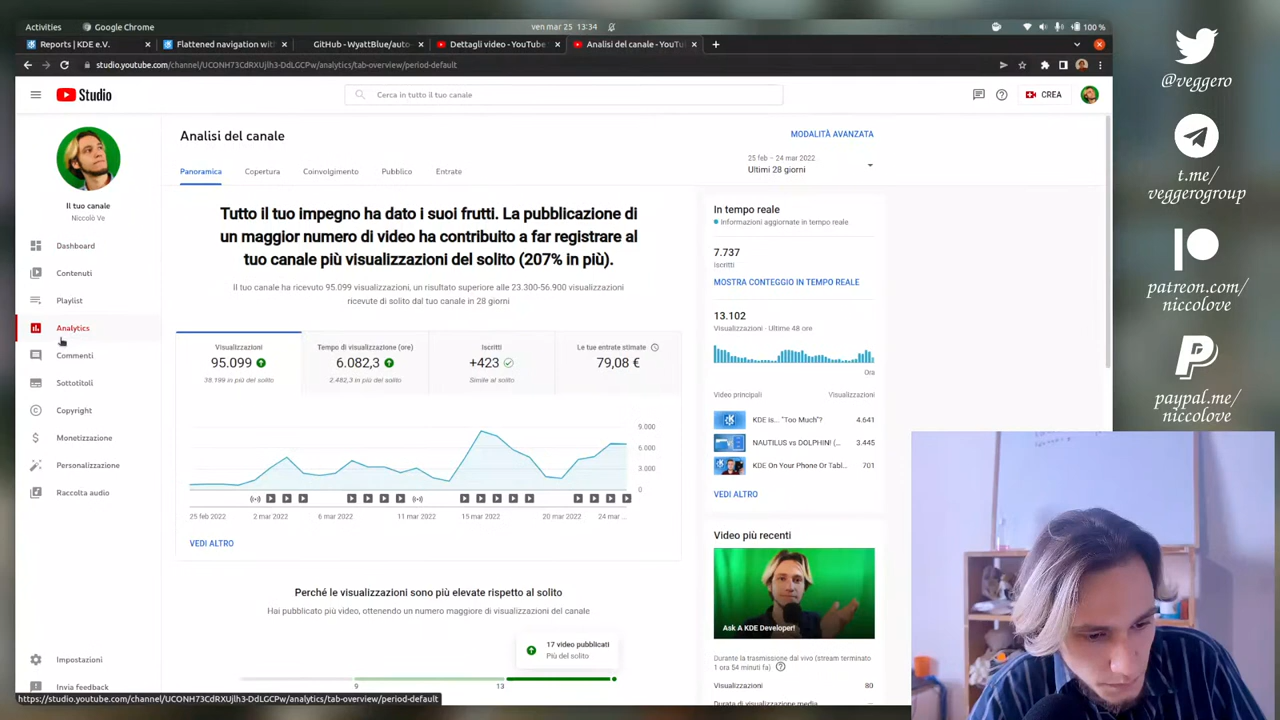 Activities
Google Chrome
ven mar 25 13:34
100 %
Reports | KDE e.V.
Flattened navigation with
GitHub - WyattBlue/auto-
Dettagli video - YouTube
Analisi del canale - YouTu
studio.youtube.com/channel/UCONH73CdRXUjlh3-DdLGCPw/analytics/tab-overview/period-default
Studio
Cerca in tutto il tuo canale
CREA
Il tuo canale
Niccolò Ve
Dashboard
Contenuti
Playlist
Analytics
Commenti
Sottotitoli
Copyright
Monetizzazione
Personalizzazione
Raccolta audio
Impostazioni
Invia feedback
Analisi del canale
MODALITÀ AVANZATA
25 feb – 24 mar 2022
Ultimi 28 giorni
Panoramica
Copertura
Coinvolgimento
Pubblico
Entrate
Tutto il tuo impegno ha dato i suoi frutti. La pubblicazione di
un maggior numero di video ha contribuito a far registrare al
tuo canale più visualizzazioni del solito (207% in più).
Il tuo canale ha ricevuto 95.099 visualizzazioni, un risultato superiore alle 23.300-56.900 visualizzazioni
ricevute di solito dal tuo canale in 28 giorni
Visualizzazioni
95.099
38.199 in più del solito
Tempo di visualizzazione (ore)
6.082,3
2.482,3 in più del solito
Iscritti
+423
Simile al solito
Le tue entrate stimate
79,08 €
9.000
6.000
3.000
0
25 feb 2022
2 mar 2022
6 mar 2022
11 mar 2022
15 mar 2022
20 mar 2022
24 mar ...
VEDI ALTRO
Perché le visualizzazioni sono più elevate rispetto al solito
Hai pubblicato più video, ottenendo un numero maggiore di visualizzazioni del canale
17 video pubblicati
Più del solito
9
13
In tempo reale
Informazioni aggiornate in tempo reale
7.737
Iscritti
MOSTRA CONTEGGIO IN TEMPO REALE
13.102
Visualizzazioni · Ultime 48 ore
Ora
Video principali
Visualizzazioni
KDE is... "Too Much"?
4.641
NAUTILUS vs DOLPHIN! (...
3.445
KDE On Your Phone Or Tabl...
701
VEDI ALTRO
Video più recenti
Ask A KDE Developer!
Durante la trasmissione dal vivo (stream terminato
1 ora 54 minuti fa)
Visualizzazioni
80
Durata di visualizzazione media
https://studio.youtube.com/channel/UCONH73CdRXUjlh3-DdLGCPw/analytics/tab-overview/period-default
@veggero
t.me/
veggerogroup
patreon.com/
niccolove
paypal.me/
niccolove